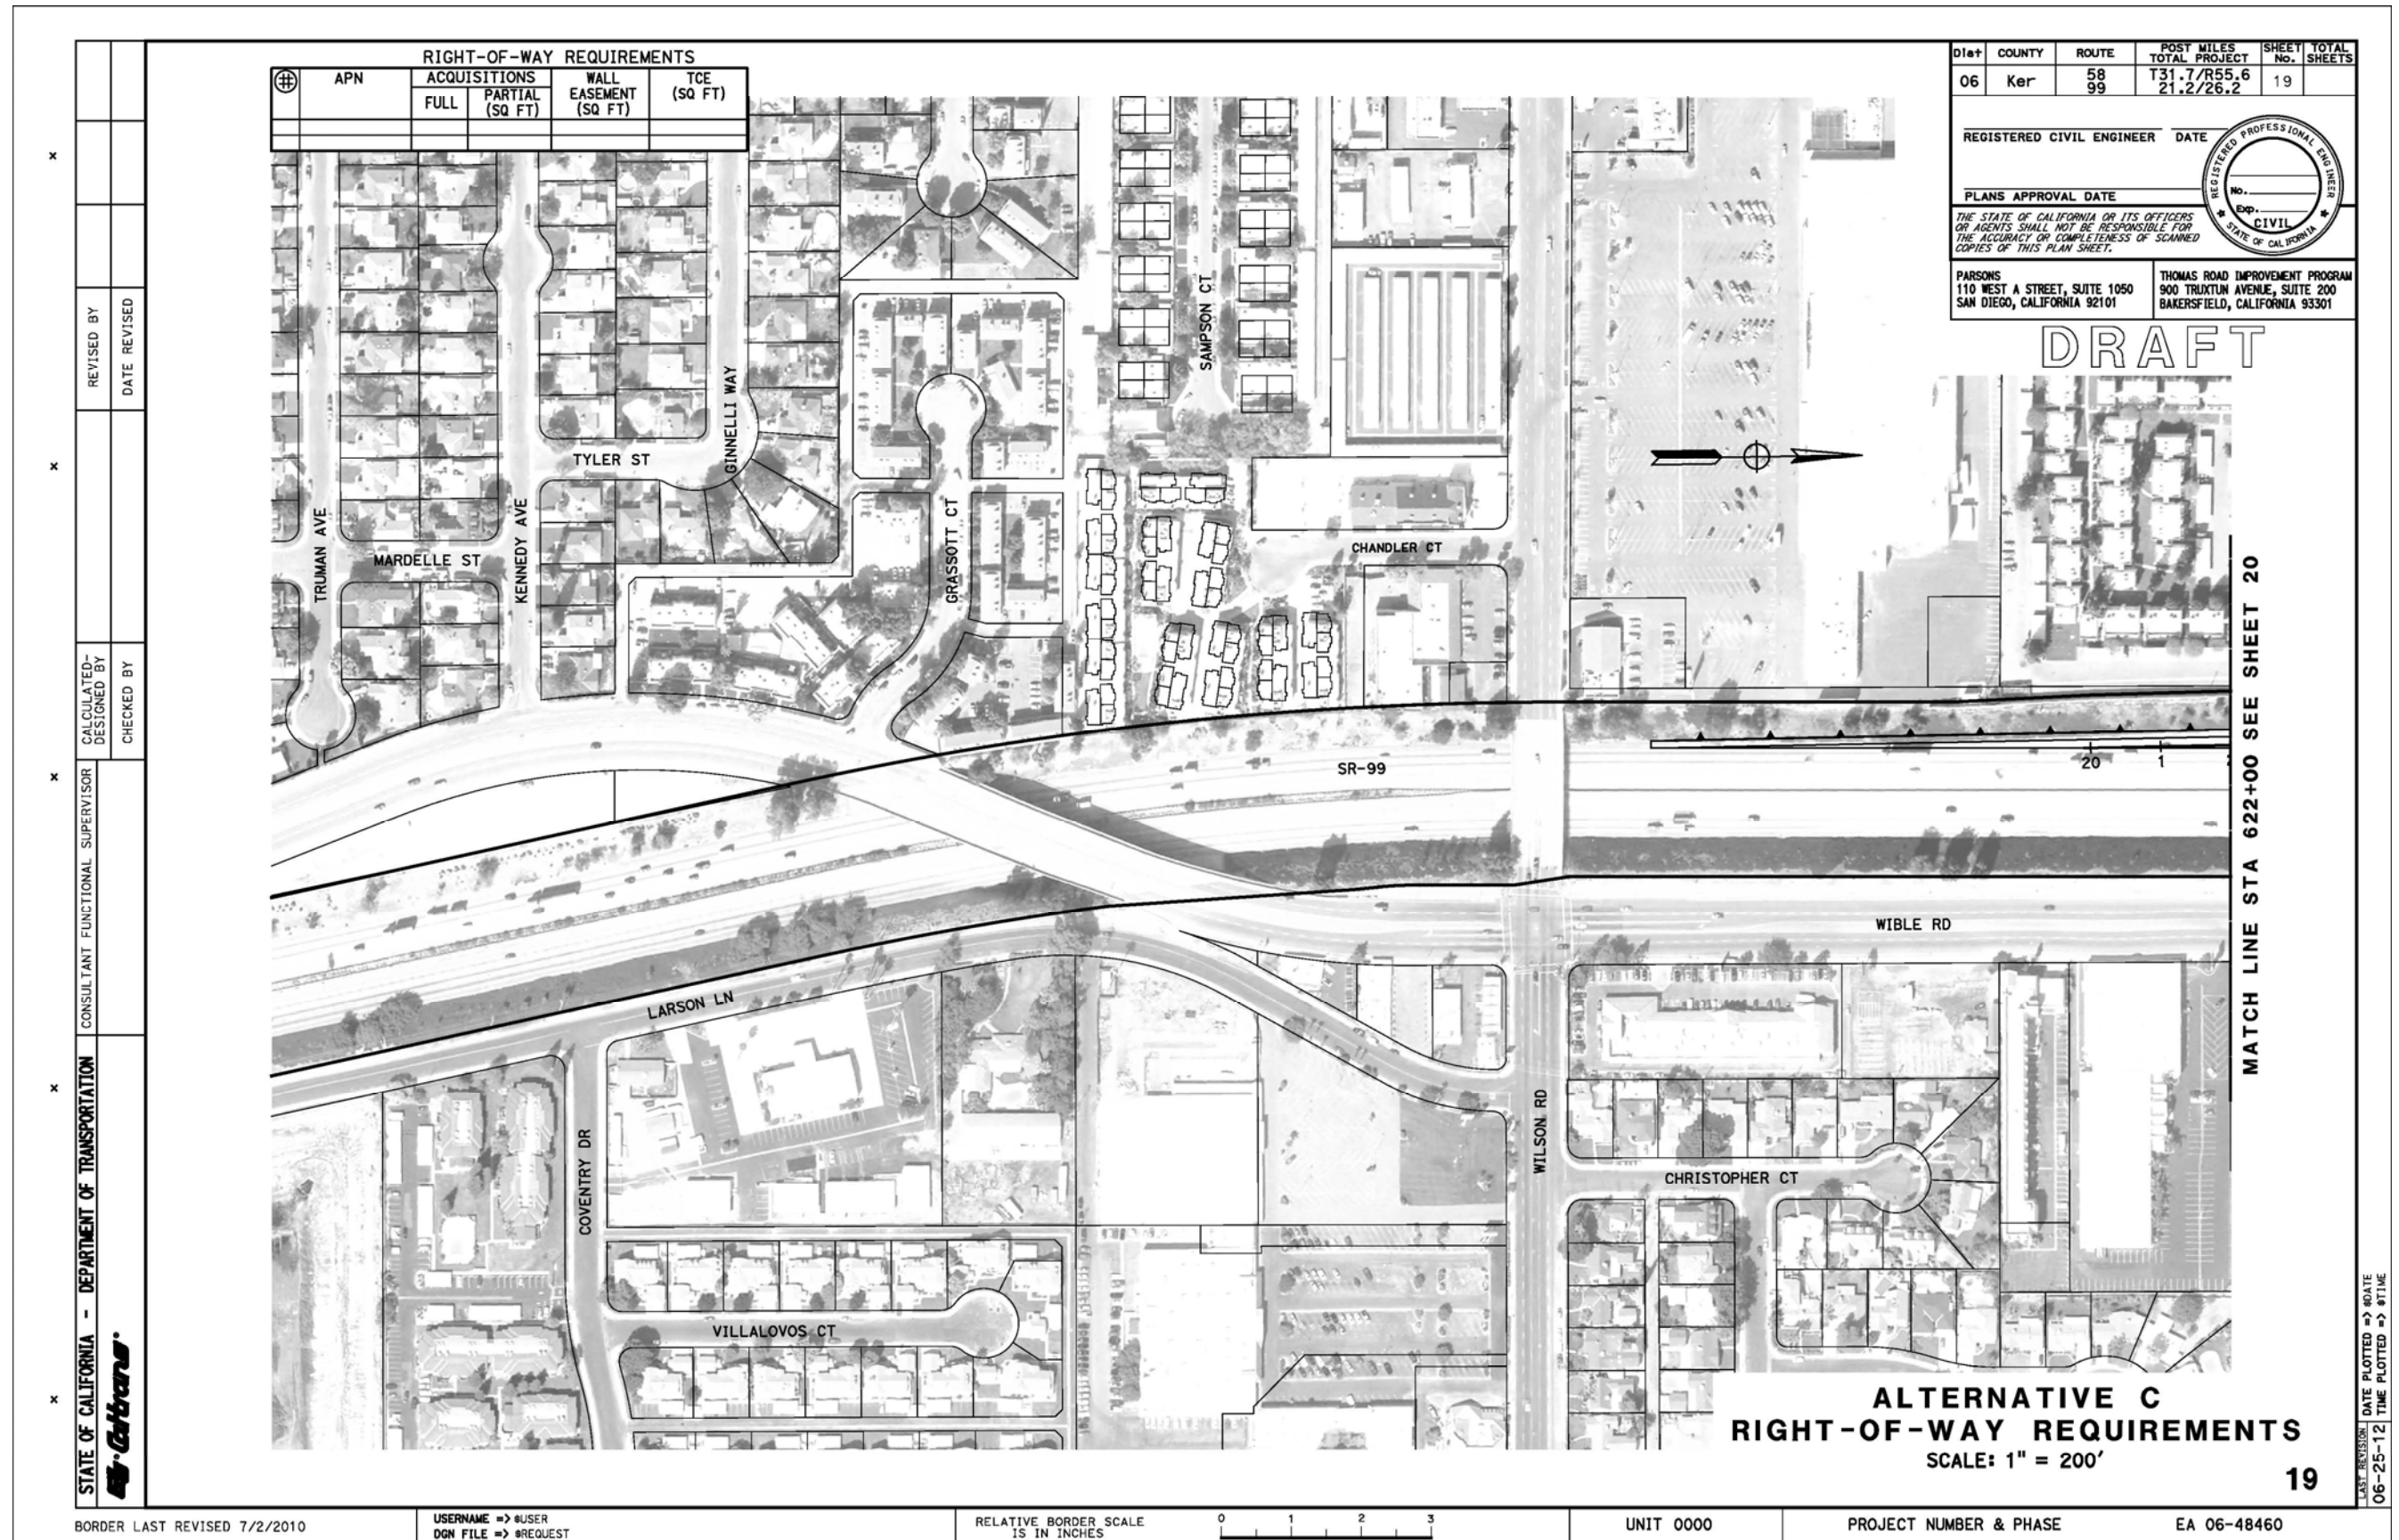 RIGHT-OF-WAY REQUIREMENTS
# APN ACQUISITIONS WALL EASEMENT (SQ FT) TCE (SQ FT)
FULL PARTIAL (SQ FT)
Dist COUNTY ROUTE POST MILES TOTAL PROJECT SHEET No. TOTAL SHEETS
06 Ker 58 99 T31.7/R55.6 21.2/26.2 19
REGISTERED CIVIL ENGINEER DATE
PLANS APPROVAL DATE
REGISTERED PROFESSIONAL ENGINEER
No.
Exp.
CIVIL
STATE OF CALIFORNIA
THE STATE OF CALIFORNIA OR ITS OFFICERS
OR AGENTS SHALL NOT BE RESPONSIBLE FOR
THE ACCURACY OR COMPLETENESS OF SCANNED
COPIES OF THIS PLAN SHEET.
PARSONS
110 WEST A STREET, SUITE 1050
SAN DIEGO, CALIFORNIA 92101
THOMAS ROAD IMPROVEMENT PROGRAM
900 TRUXTUN AVENUE, SUITE 200
BAKERSFIELD, CALIFORNIA 93301
DRAFT
REVISED BY
DATE REVISED
CALCULATED-
DESIGNED BY
CHECKED BY
CONSULTANT FUNCTIONAL SUPERVISOR
STATE OF CALIFORNIA - DEPARTMENT OF TRANSPORTATION
Caltrans
x
x
x
x
x
TRUMAN AVE
MARDELLE ST
KENNEDY AVE
TYLER ST
GINNELLI WAY
GRASSOTT CT
SAMPSON CT
CHANDLER CT
SR-99
20
1
WIBLE RD
LARSON LN
COVENTRY DR
VILLALOVOS CT
WILSON RD
CHRISTOPHER CT
MATCH LINE STA 622+00 SEE SHEET 20
ALTERNATIVE C
RIGHT-OF-WAY REQUIREMENTS
SCALE: 1" = 200'
19
LAST REVISION
06-25-12
DATE PLOTTED => $DATE
TIME PLOTTED => $TIME
BORDER LAST REVISED 7/2/2010
USERNAME => $USER
DGN FILE => $REQUEST
RELATIVE BORDER SCALE
IS IN INCHES
0 1 2 3
UNIT 0000
PROJECT NUMBER & PHASE
EA 06-48460